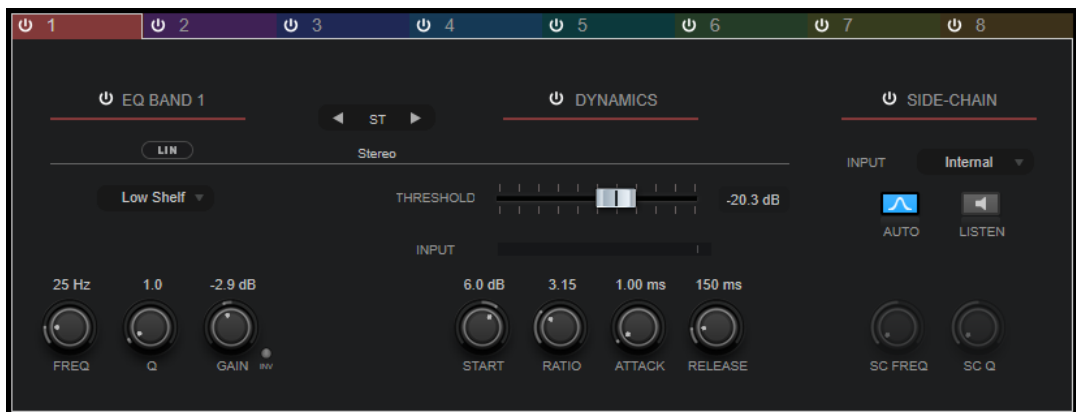 1 2 3 4 5 6 7 8
EQ BAND 1 DYNAMICS SIDE-CHAIN
ST
LIN Stereo
INPUT Internal
Low Shelf THRESHOLD -20.3 dB
AUTO LISTEN
INPUT
25 Hz 1.0 -2.9 dB 6.0 dB 3.15 1.00 ms 150 ms
FREQ Q GAIN INV START RATIO ATTACK RELEASE SC FREQ SC Q